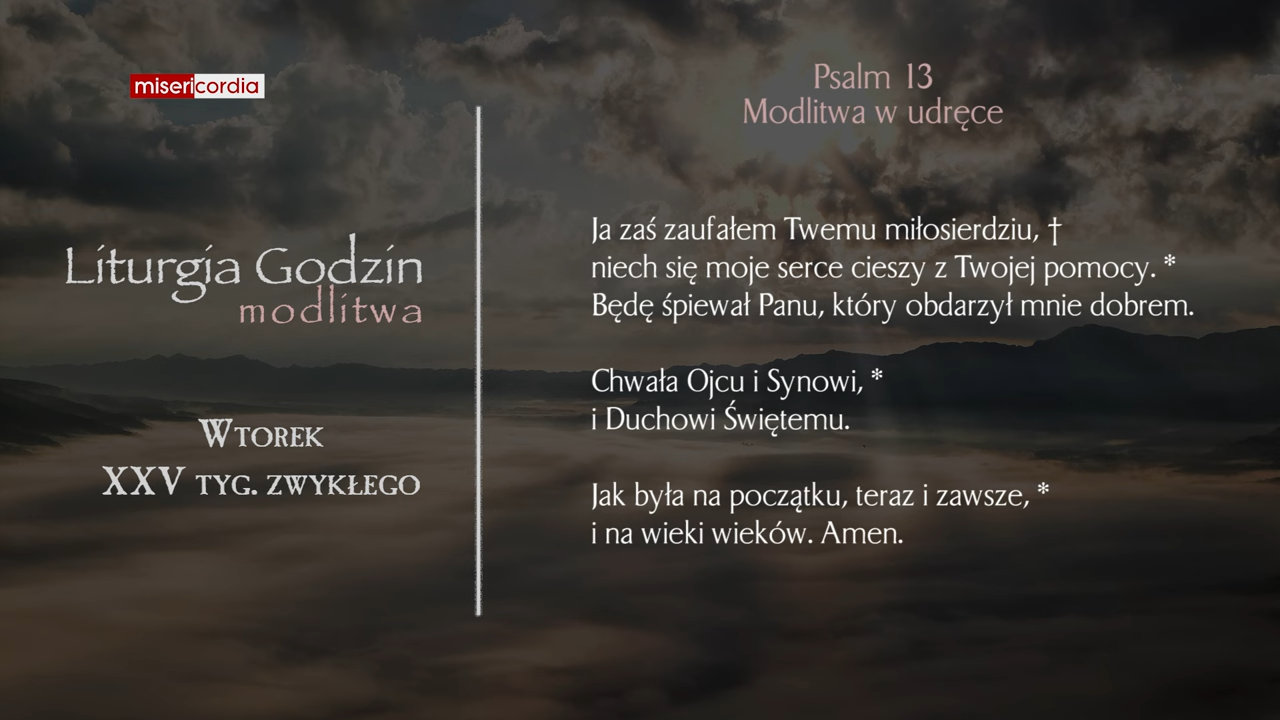 misericordia
Liturgia Godzin
modlitwa
Wtorek
XXV tyg. zwykłego
Psalm 13
Modlitwa w udręce
Ja zaś zaufałem Twemu miłosierdziu, †
niech się moje serce cieszy z Twojej pomocy. *
Będę śpiewał Panu, który obdarzył mnie dobrem.
Chwała Ojcu i Synowi, *
i Duchowi Świętemu.
Jak była na początku, teraz i zawsze, *
i na wieki wieków. Amen.